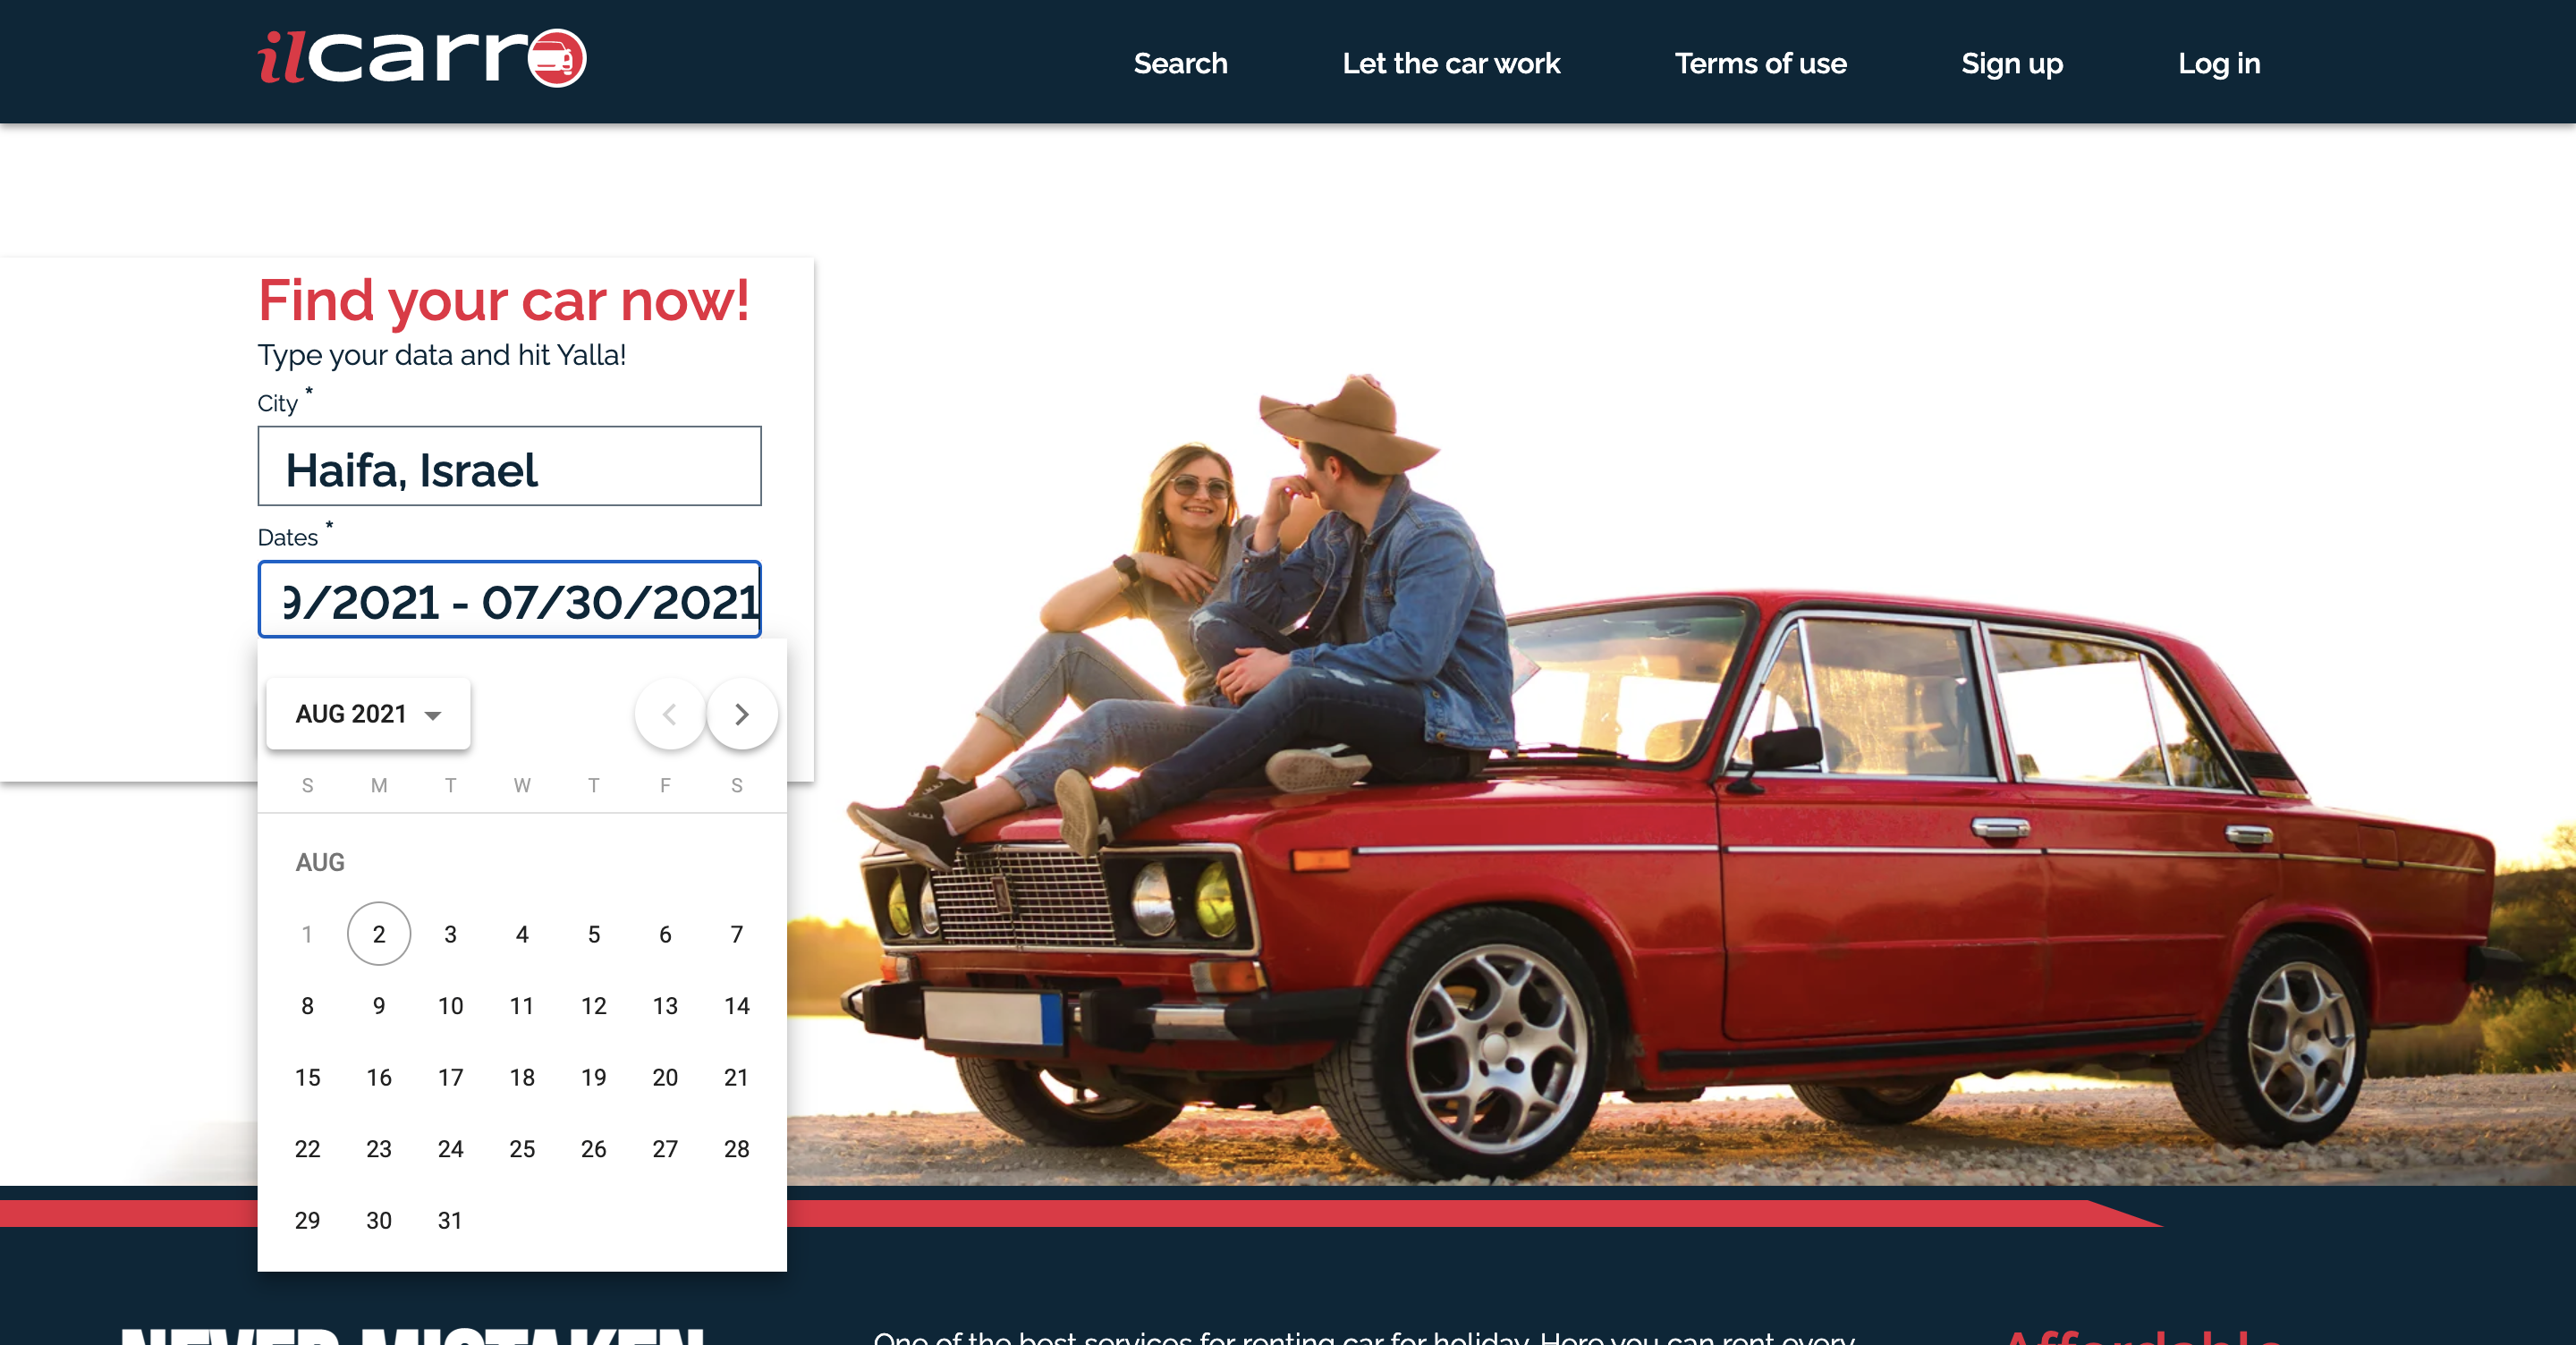 ilcarro
Search
Let the car work
Terms of use
Sign up
Log in
Find your car now!
Type your data and hit Yalla!
City *
Haifa, Israel
Dates *
9/2021 - 07/30/2021
AUG 2021
S M T W T F S
AUG
1 2 3 4 5 6 7
8 9 10 11 12 13 14
15 16 17 18 19 20 21
22 23 24 25 26 27 28
29 30 31
NEVER MISTAKEN
One of the best services for renting car for holiday. Here you can rent every
Affordable